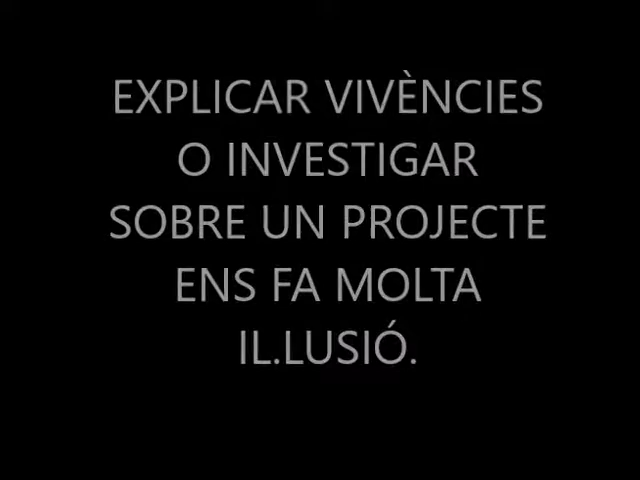 EXPLICAR VIVÈNCIES
O INVESTIGAR
SOBRE UN PROJECTE
ENS FA MOLTA
IL.LUSIÓ.